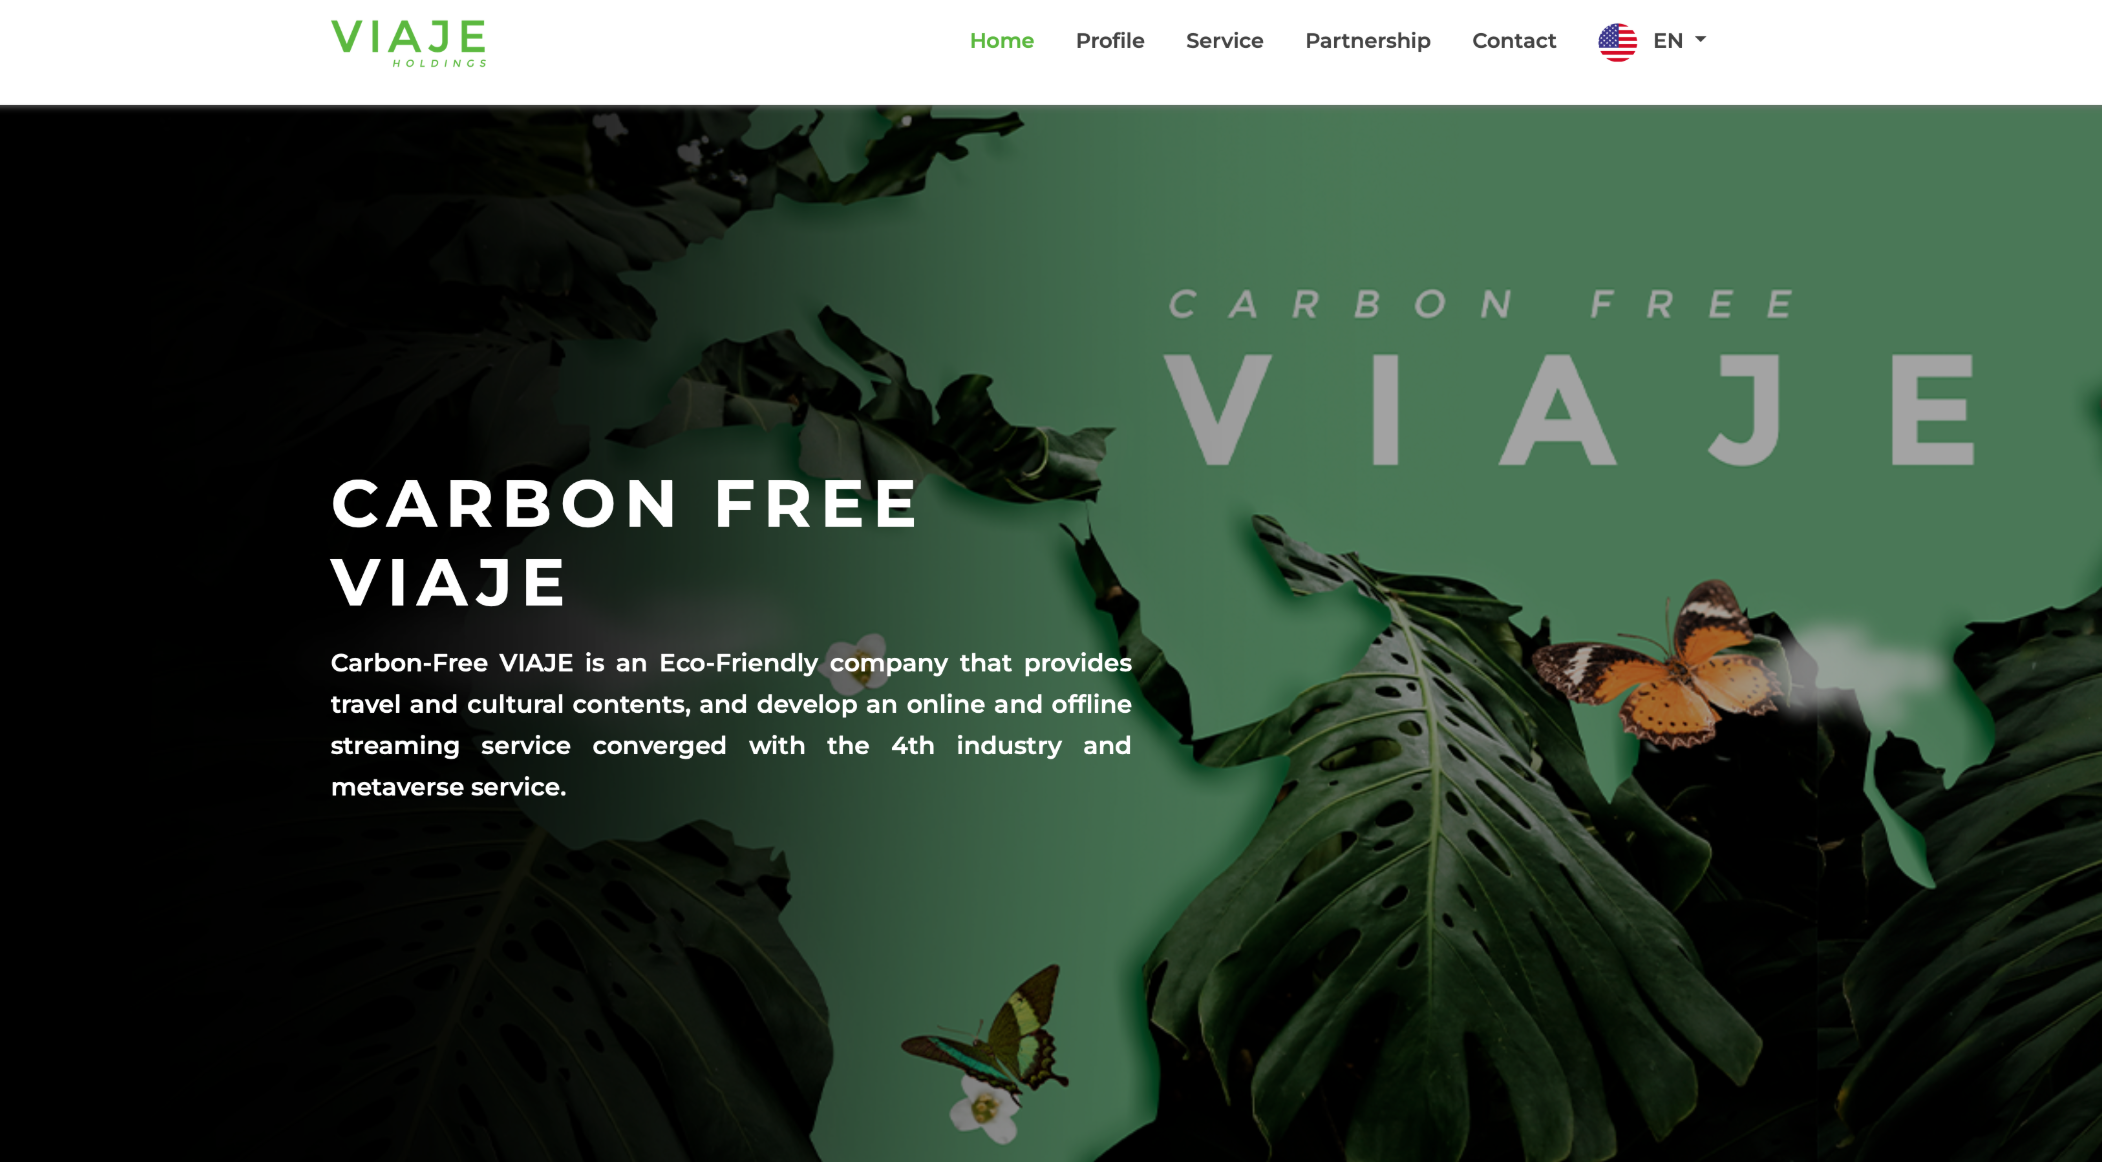 VIAJE
HOLDINGS
Home Profile Service Partnership Contact EN
CARBON FREE
VIAJE
CARBON FREE
VIAJE
Carbon-Free VIAJE is an Eco-Friendly company that provides
travel and cultural contents, and develop an online and offline
streaming service converged with the 4th industry and
metaverse service.